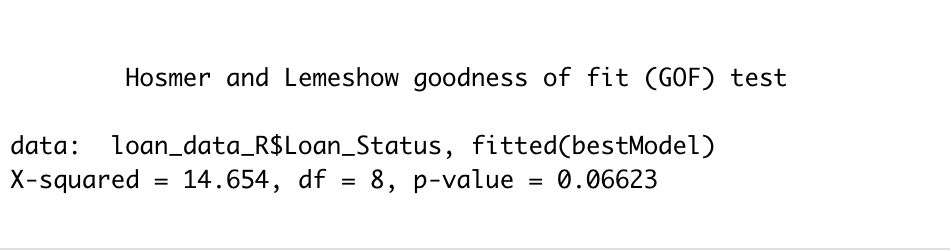 Hosmer and Lemeshow goodness of fit (GOF) test
data:  loan_data_R$Loan_Status, fitted(bestModel)
X-squared = 14.654, df = 8, p-value = 0.06623